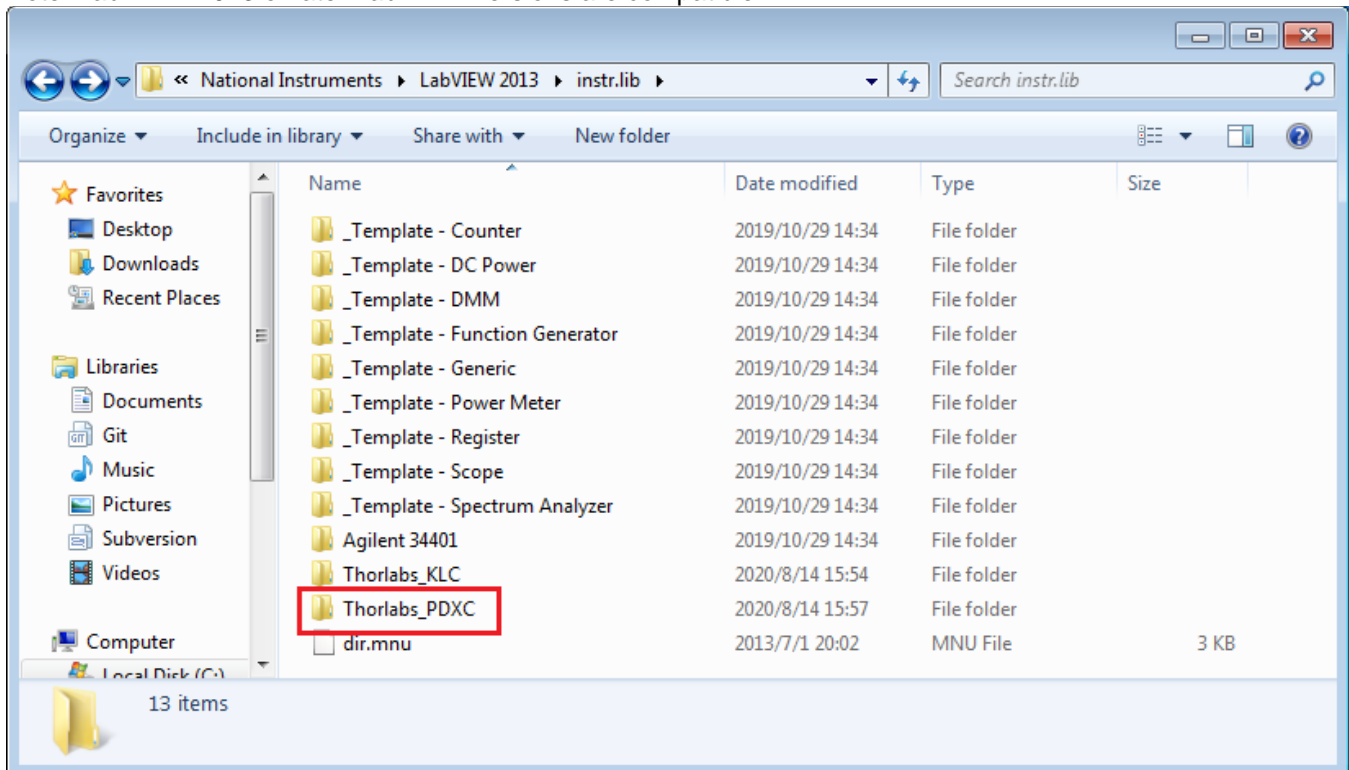 « National Instruments ▸ LabVIEW 2013 ▸ instr.lib ▸ Search instr.lib
Organize Include in library Share with New folder
Name Date modified Type Size
Favorites
Desktop
Downloads
Recent Places
Libraries
Documents
Git
Music
Pictures
Subversion
Videos
Computer
Local Disk (C:)
_Template - Counter 2019/10/29 14:34 File folder
_Template - DC Power 2019/10/29 14:34 File folder
_Template - DMM 2019/10/29 14:34 File folder
_Template - Function Generator 2019/10/29 14:34 File folder
_Template - Generic 2019/10/29 14:34 File folder
_Template - Power Meter 2019/10/29 14:34 File folder
_Template - Register 2019/10/29 14:34 File folder
_Template - Scope 2019/10/29 14:34 File folder
_Template - Spectrum Analyzer 2019/10/29 14:34 File folder
Agilent 34401 2019/10/29 14:34 File folder
Thorlabs_KLC 2020/8/14 15:54 File folder
Thorlabs_PDXC 2020/8/14 15:57 File folder
dir.mnu 2013/7/1 20:02 MNU File 3 KB
13 items